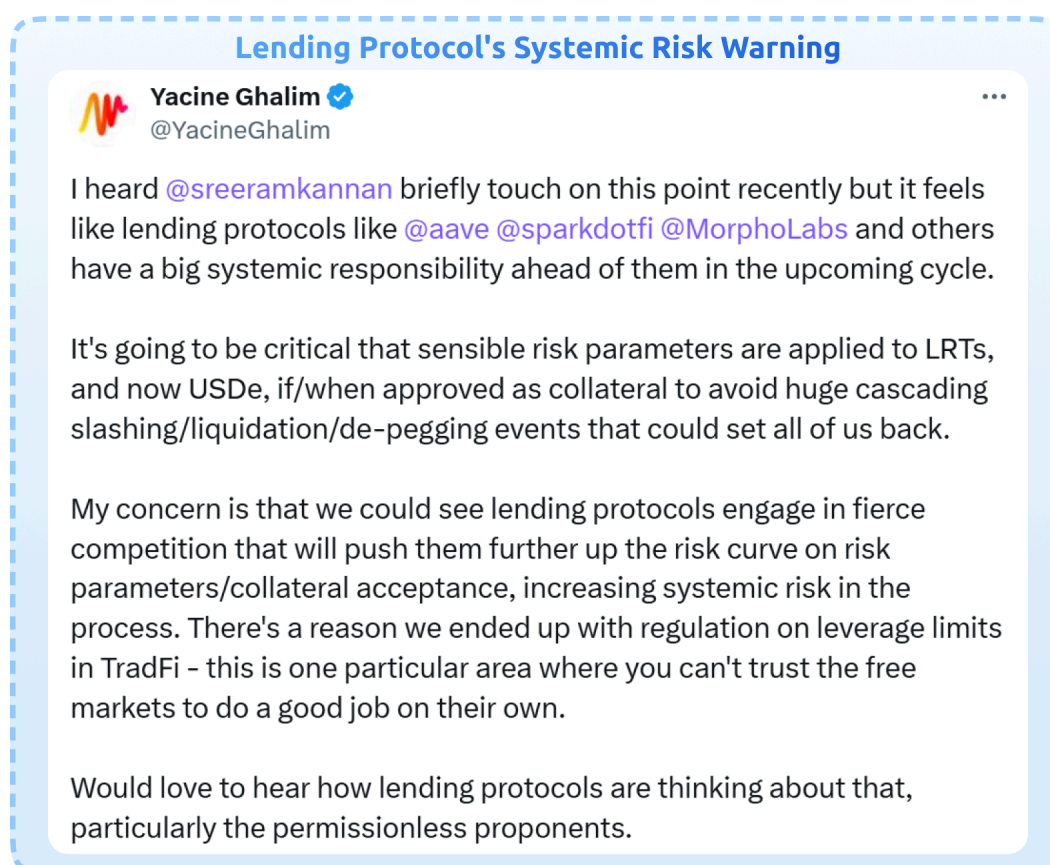 Lending Protocol's Systemic Risk Warning
Yacine Ghalim
@YacineGhalim
I heard @sreeramkannan briefly touch on this point recently but it feels
like lending protocols like @aave @sparkdotfi @MorphoLabs and others
have a big systemic responsibility ahead of them in the upcoming cycle.
It's going to be critical that sensible risk parameters are applied to LRTs,
and now USDe, if/when approved as collateral to avoid huge cascading
slashing/liquidation/de-pegging events that could set all of us back.
My concern is that we could see lending protocols engage in fierce
competition that will push them further up the risk curve on risk
parameters/collateral acceptance, increasing systemic risk in the
process. There's a reason we ended up with regulation on leverage limits
in TradFi - this is one particular area where you can't trust the free
markets to do a good job on their own.
Would love to hear how lending protocols are thinking about that,
particularly the permissionless proponents.